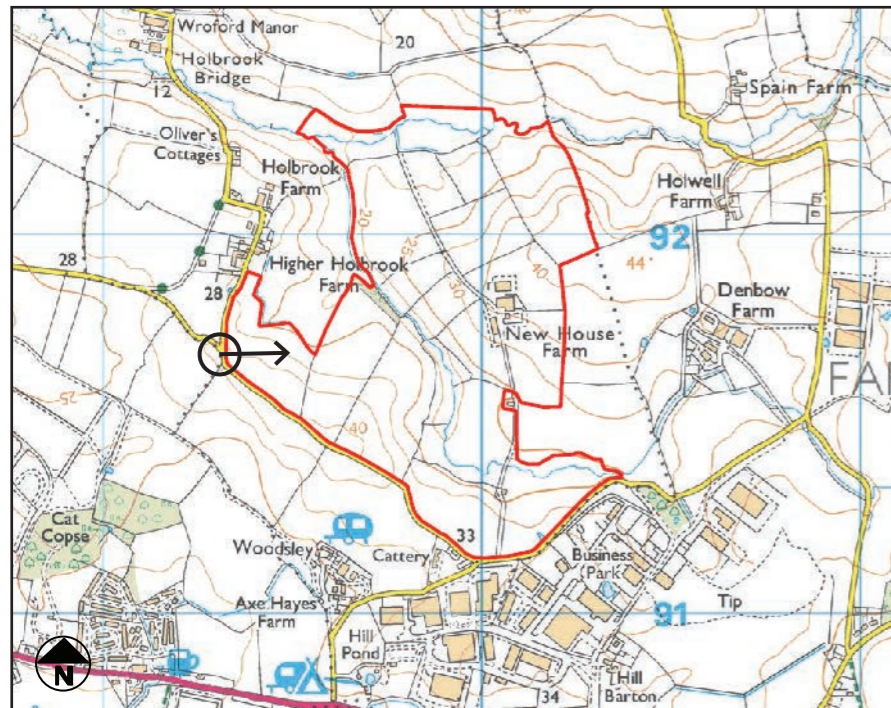 Wroford Manor
20
Holbrook
Bridge
Spain Farm
12
Oliver's
Cottages
Holbrook
Farm
Holwell
Farm
20
25
92
28
Higher Holbrook
Farm
40
44
28
30
Denbow
Farm
New House
Farm
FA
25
40
Cat
Copse
33
Woodsley
Cattery
Business
Park
Tip
Axe Hayes
Farm
91
Hill
Pond
N
Hill
Barton
34